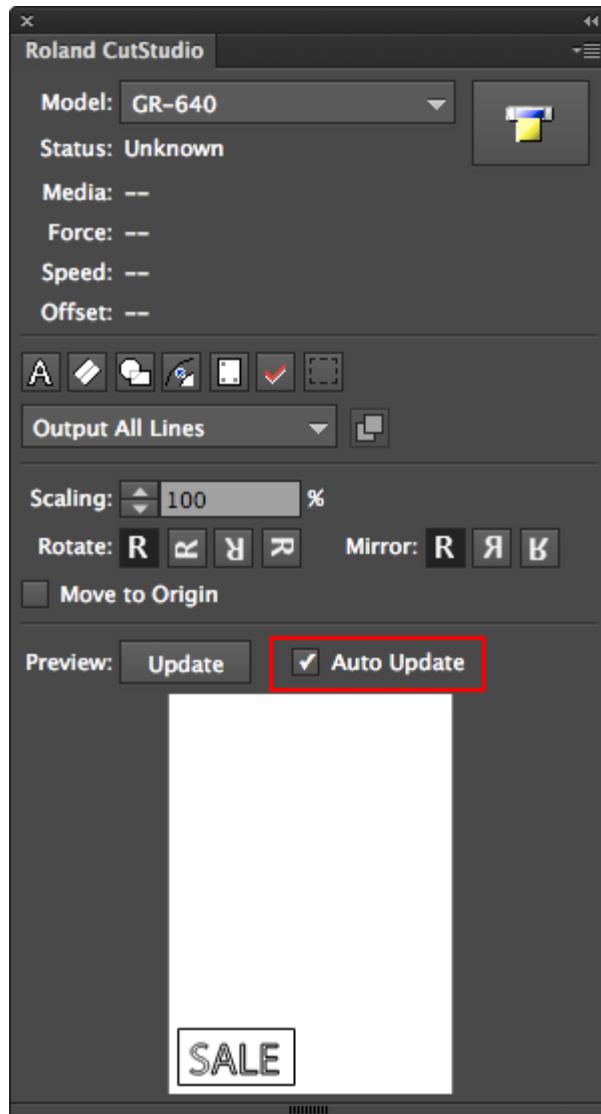 Roland CutStudio
Model: GR-640
Status: Unknown
Media: --
Force: --
Speed: --
Offset: --
A
Output All Lines
Scaling: 100 %
Rotate: R R R R Mirror: R R R
Move to Origin
Preview: Update Auto Update
SALE